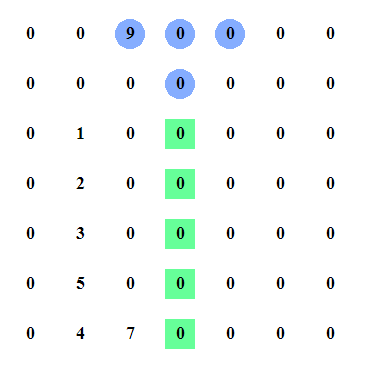 0 0 9 0 0 0 0
0 0 0 0 0 0 0
0 1 0 0 0 0 0
0 2 0 0 0 0 0
0 3 0 0 0 0 0
0 5 0 0 0 0 0
0 4 7 0 0 0 0